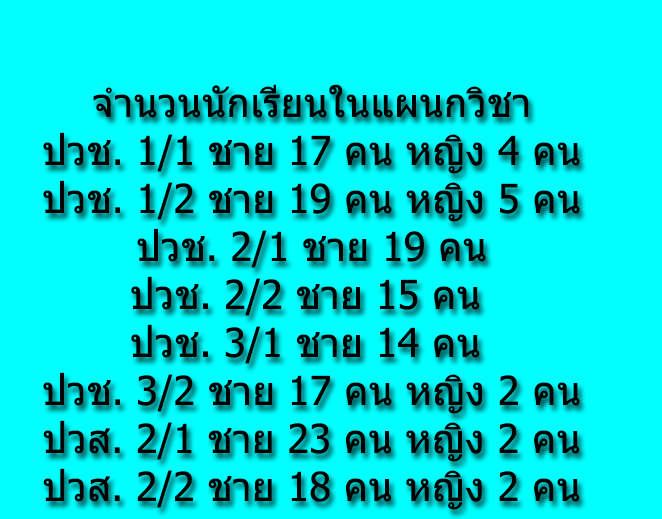 จำนวนนักเรียนในแผนกวิชา
ปวช. 1/1 ชาย 17 คน หญิง 4 คน
ปวช. 1/2 ชาย 19 คน หญิง 5 คน
ปวช. 2/1 ชาย 19 คน
ปวช. 2/2 ชาย 15 คน
ปวช. 3/1 ชาย 14 คน
ปวช. 3/2 ชาย 17 คน หญิง 2 คน
ปวส. 2/1 ชาย 23 คน หญิง 2 คน
ปวส. 2/2 ชาย 18 คน หญิง 2 คน